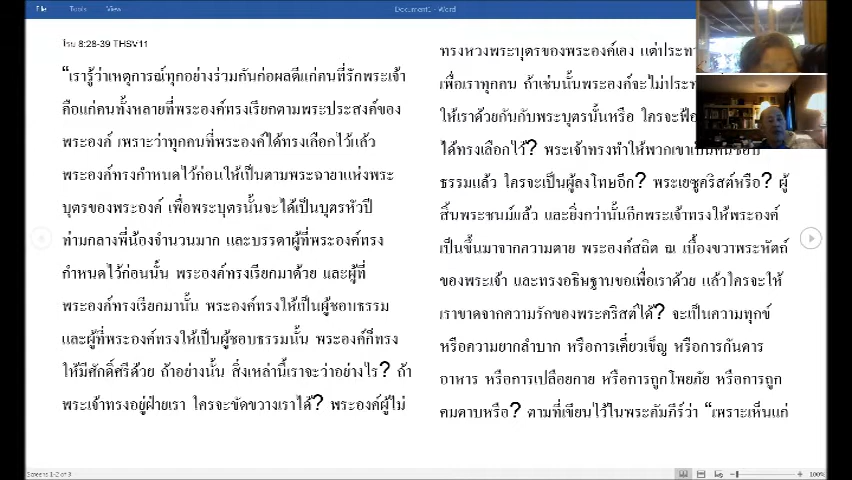 File Tools View
Document1 - Word
โรม 8:28-39 THSV11
“เรารู้ว่าเหตุการณ์ทุกอย่างร่วมกันก่อผลดีแก่คนที่รักพระเจ้า
คือแก่คนทั้งหลายที่พระองค์ทรงเรียกตามพระประสงค์ของ
พระองค์ เพราะว่าทุกคนที่พระองค์ได้ทรงเลือกไว้แล้ว
พระองค์ทรงกำหนดไว้ก่อนให้เป็นตามพระฉายาแห่งพระ
บุตรของพระองค์ เพื่อพระบุตรนั้นจะได้เป็นบุตรหัวปี
ท่ามกลางพี่น้องจำนวนมาก และบรรดาผู้ที่พระองค์ทรง
กำหนดไว้ก่อนนั้น พระองค์ทรงเรียกมาด้วย และผู้ที่
พระองค์ทรงเรียกมานั้น พระองค์ทรงให้เป็นผู้ชอบธรรม
และผู้ที่พระองค์ทรงให้เป็นผู้ชอบธรรมนั้น พระองค์ก็ทรง
ให้มีศักดิ์ศรีด้วย ถ้าอย่างนั้น สิ่งเหล่านี้เราจะว่าอย่างไร? ถ้า
พระเจ้าทรงอยู่ฝ่ายเรา ใครจะขัดขวางเราได้? พระองค์ผู้ไม่
ทรงหวงพระบุตรของพระองค์เอง แต่ประทา
เพื่อเราทุกคน ถ้าเช่นนั้นพระองค์จะไม่ประท
ให้เราด้วยกันกับพระบุตรนั้นหรือ ใครจะฟ้อ
ได้ทรงเลือกไว้? พระเจ้าทรงทำให้พวกเขาเป็นคนชอบ
ธรรมแล้ว ใครจะเป็นผู้ลงโทษอีก? พระเยซูคริสต์หรือ? ผู้
สิ้นพระชนม์แล้ว และยิ่งกว่านั้นอีกพระเจ้าทรงให้พระองค์
เป็นขึ้นมาจากความตาย พระองค์สถิต ณ เบื้องขวาพระหัตถ์
ของพระเจ้า และทรงอธิษฐานขอเพื่อเราด้วย แล้วใครจะให้
เราขาดจากความรักของพระคริสต์ได้? จะเป็นความทุกข์
หรือความยากลำบาก หรือการเคี่ยวเข็ญ หรือการกันดาร
อาหาร หรือการเปลือยกาย หรือการถูกโพยภัย หรือการถูก
คมดาบหรือ? ตามที่เขียนไว้ในพระคัมภีร์ว่า “เพราะเห็นแก่
Screens 1-2 of 3
100%